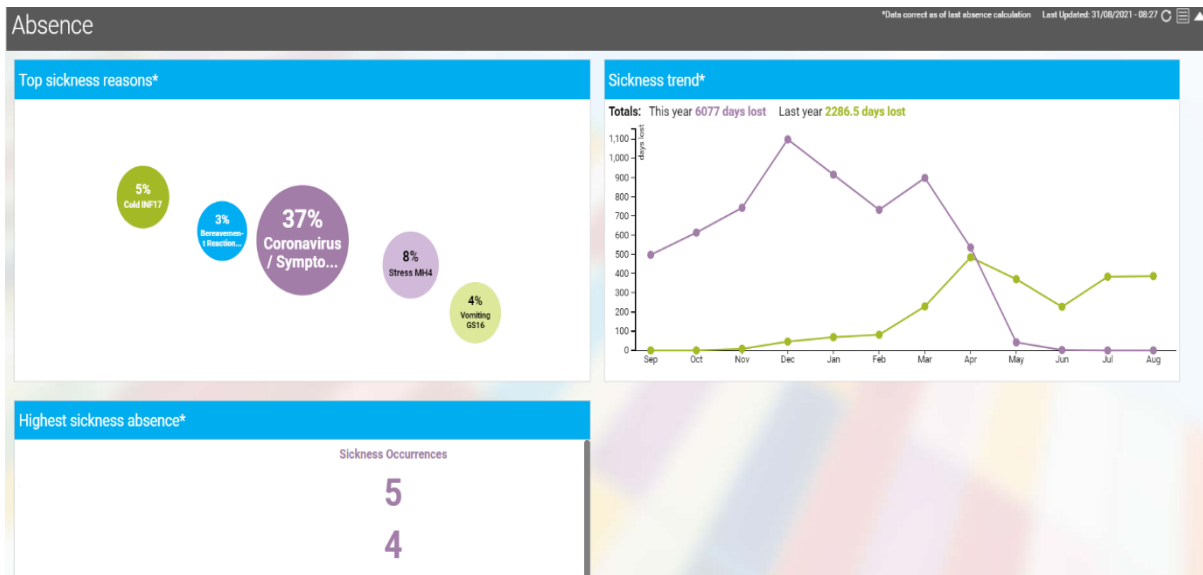 Absence
*Data correct as of last absence calculation Last Updated: 31/08/2021 - 08:27
Top sickness reasons*
5%
Cold INF17
3%
Bereavemen-
t Reaction...
37%
Coronavirus
/ Sympto...
8%
Stress MH4
4%
Vomiting
GS16
Sickness trend*
Totals: This year 6077 days lost Last year 2286.5 days lost
days lost
1,100
1,000
900
800
700
600
500
400
300
200
100
0
Sep Oct Nov Dec Jan Feb Mar Apr May Jun Jul Aug
Highest sickness absence*
Sickness Occurrences
5
4